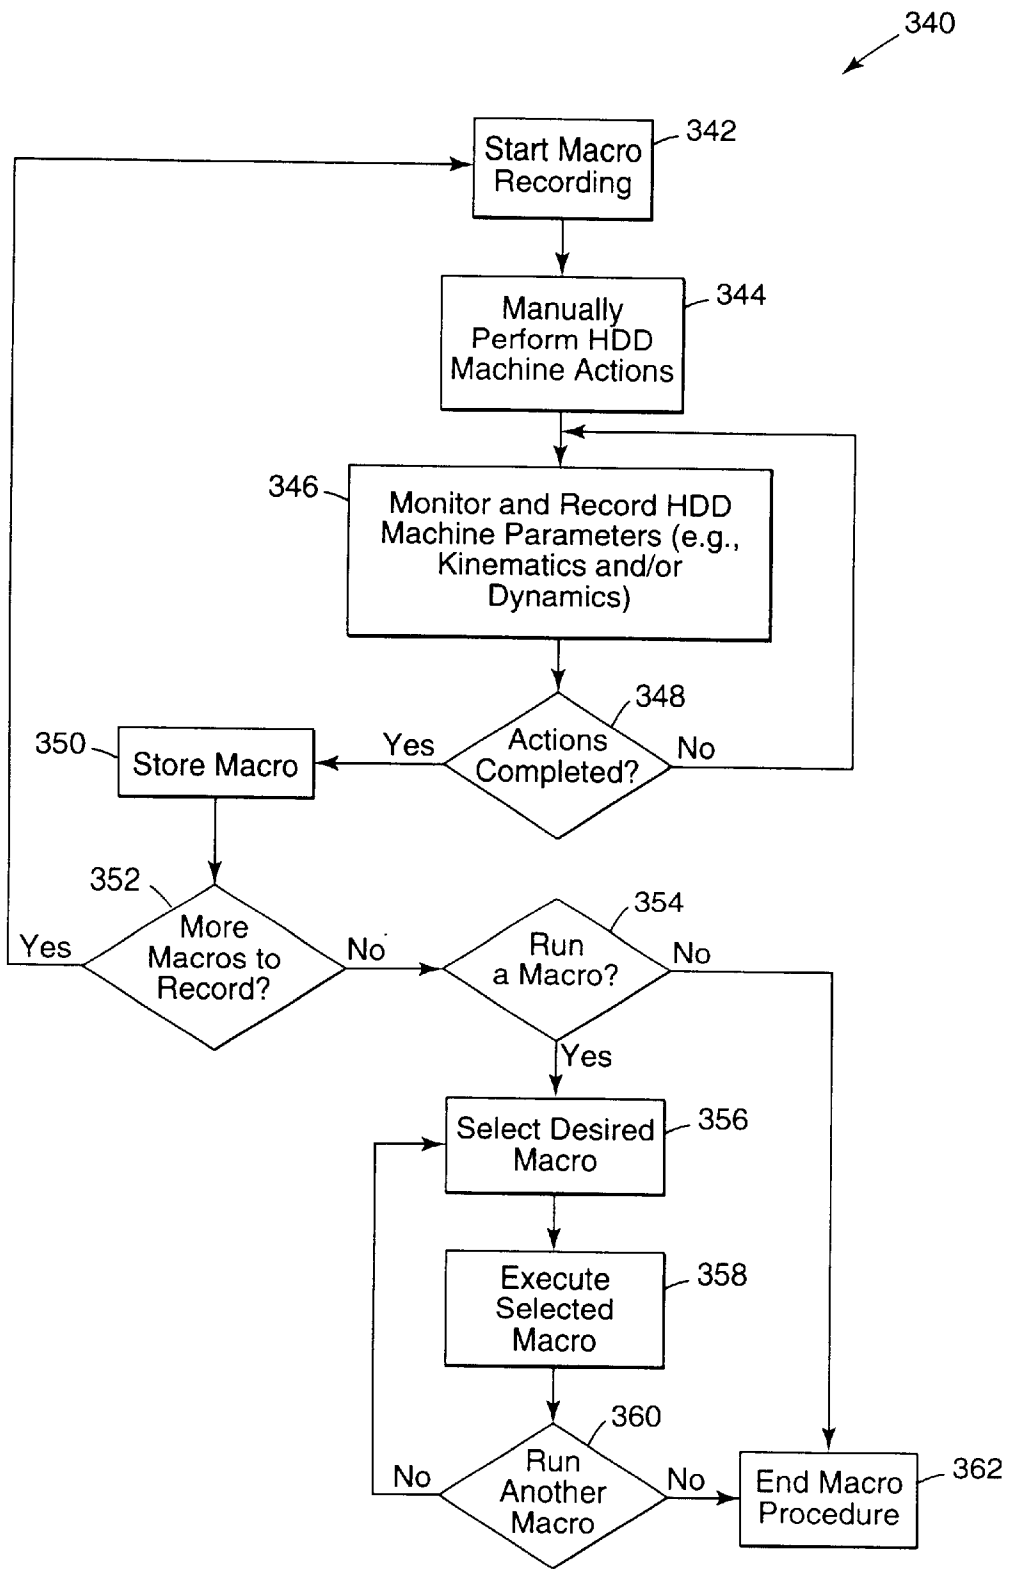 340
342
Start Macro
Recording
344
Manually
Perform HDD
Machine Actions
346
Monitor and Record HDD
Machine Parameters (e.g.,
Kinematics and/or
Dynamics)
348
Actions
Completed?
Yes
No
350
Store Macro
352
More
Macros to
Record?
Yes
No
354
Run
a Macro?
No
Yes
356
Select Desired
Macro
358
Execute
Selected
Macro
360
Run
Another
Macro
No
No
362
End Macro
Procedure